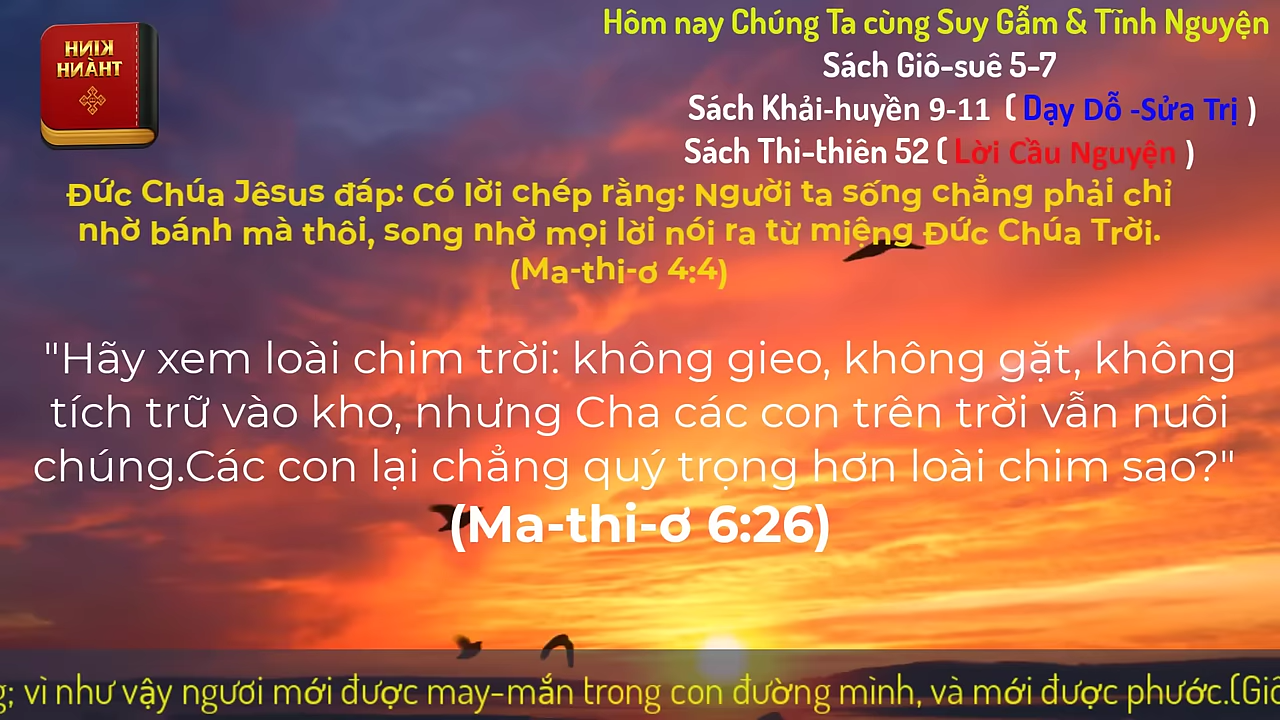 KINH
THÁNH
Hôm nay Chúng Ta cùng Suy Gẫm & Tĩnh Nguyện
Sách Giô-suê 5-7
Sách Khải-huyền 9-11 ( Dạy Dỗ -Sửa Trị )
Sách Thi-thiên 52 ( Lời Cầu Nguyện )
Đức Chúa Jêsus đáp: Có lời chép rằng: Người ta sống chẳng phải chỉ
nhờ bánh mà thôi, song nhờ mọi lời nói ra từ miệng Đức Chúa Trời.
(Ma-thi-ơ 4:4)
"Hãy xem loài chim trời: không gieo, không gặt, không
tích trữ vào kho, nhưng Cha các con trên trời vẫn nuôi
chúng.Các con lại chẳng quý trọng hơn loài chim sao?"
(Ma-thi-ơ 6:26)
; vì như vậy ngươi mới được may-mắn trong con đường mình, và mới được phước.(Giô